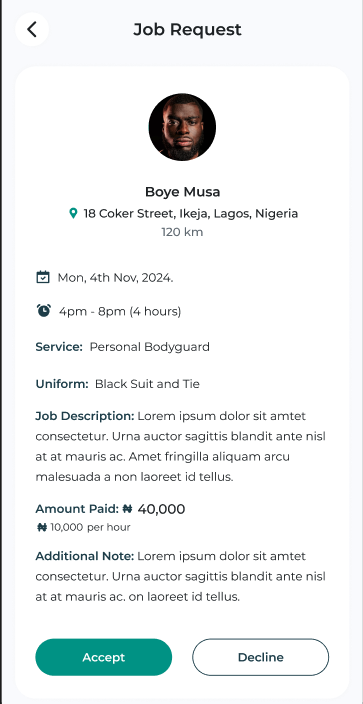 Job Request
Boye Musa
18 Coker Street, Ikeja, Lagos, Nigeria
120 km
Mon, 4th Nov, 2024.
4pm - 8pm (4 hours)
Service: Personal Bodyguard
Uniform: Black Suit and Tie
Job Description: Lorem ipsum dolor sit amtet
consectetur. Urna auctor sagittis blandit ante nisl
at at mauris ac. Amet fringilla aliquam arcu
malesuada a non laoreet id tellus.
Amount Paid: ₦ 40,000
₦ 10,000 per hour
Additional Note: Lorem ipsum dolor sit amtet
consectetur. Urna auctor sagittis blandit ante nisl
at at mauris ac. on laoreet id tellus.
Accept
Decline